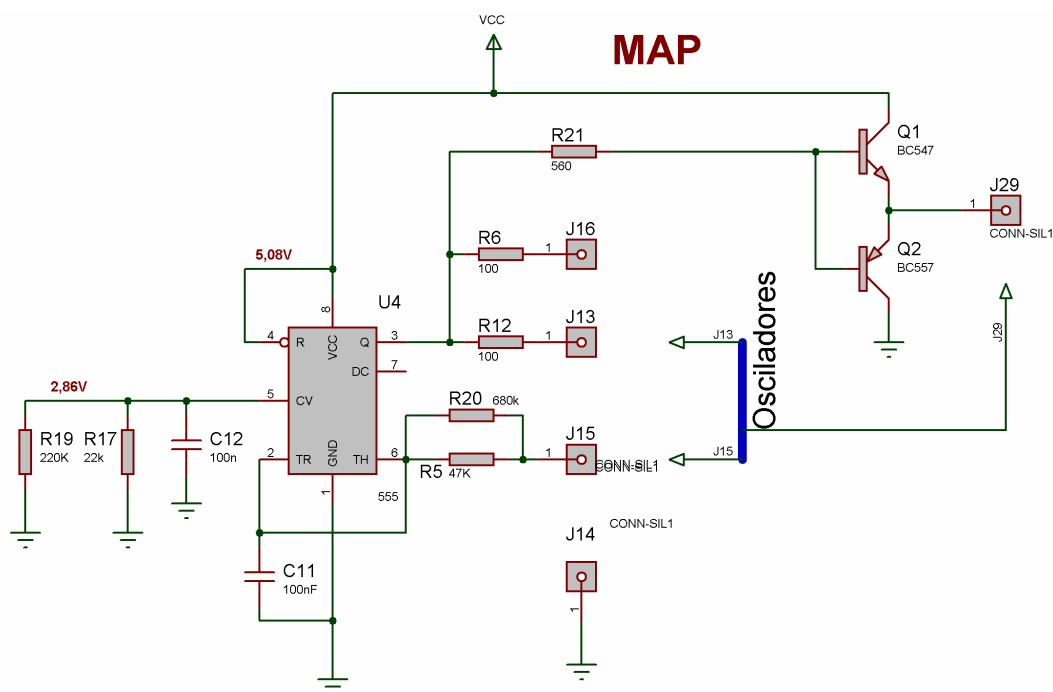 VCC
MAP
R21
560
Q1
BC547
J29
1
CONN-SIL1
R6
100
1
J16
Q2
BC557
5,08V
U4
8
4
R
VCC
Q
3
R12
100
1
J13
DC
7
J13
Osciladores
J29
2,86V
5
CV
R19
220K
R17
22k
C12
100n
R20
680k
2
TR
GND
TH
6
R5
47K
1
J15
CONN-SIL1
J15
1
555
C11
100nF
J14
CONN-SIL1
1